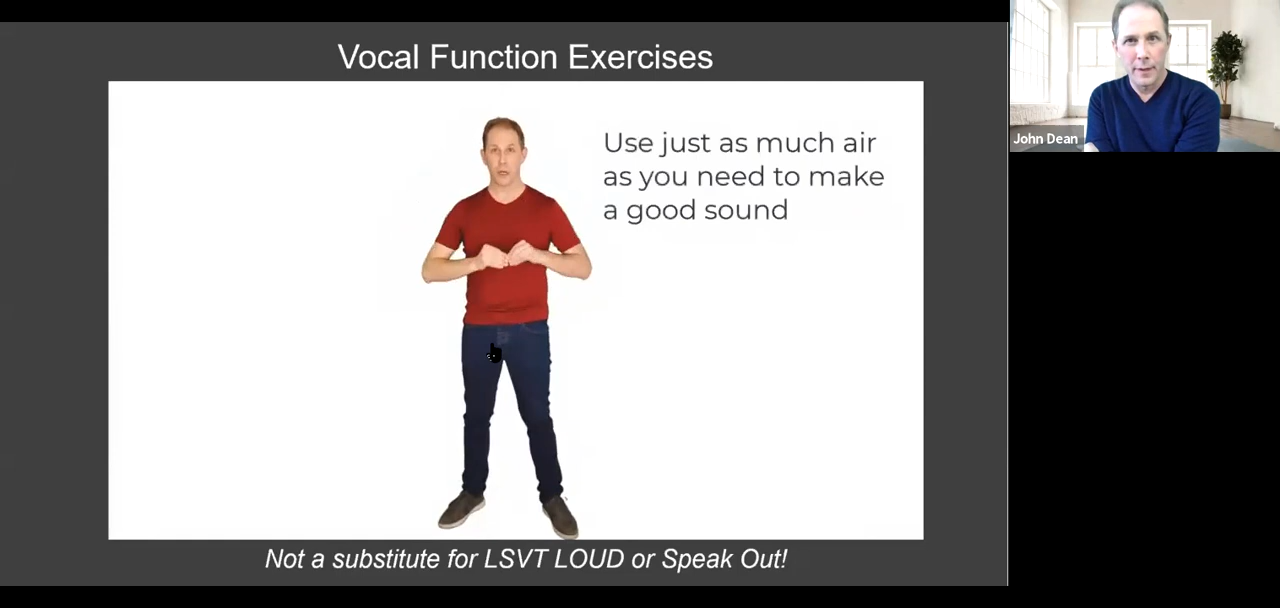 Vocal Function Exercises
Use just as much air
as you need to make
a good sound
Not a substitute for LSVT LOUD or Speak Out!
John Dean